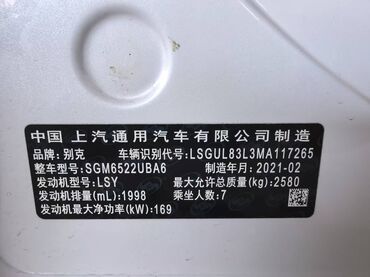 中国 上汽通用汽车有限公司制造
品牌:别克 车辆识别代号:LSGUL83L3MA117265
整车型号:SGM6522UBA6 制造年月:2021-02
发动机型号:LSY 最大允许总质量(kg):2580
发动机排量(mL):1998 乘坐人数:7
发动机最大净功率(kW):169